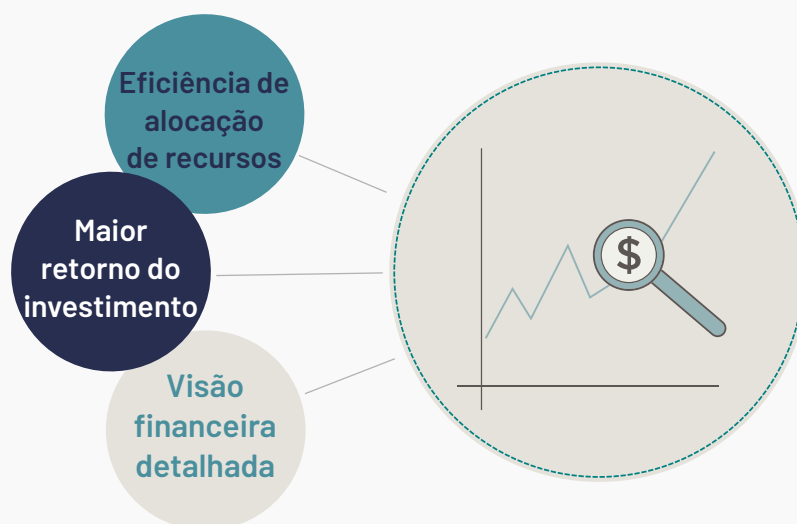 Eficiência de
alocação
de recursos
Maior
retorno do
investimento
Visão
financeira
detalhada
$